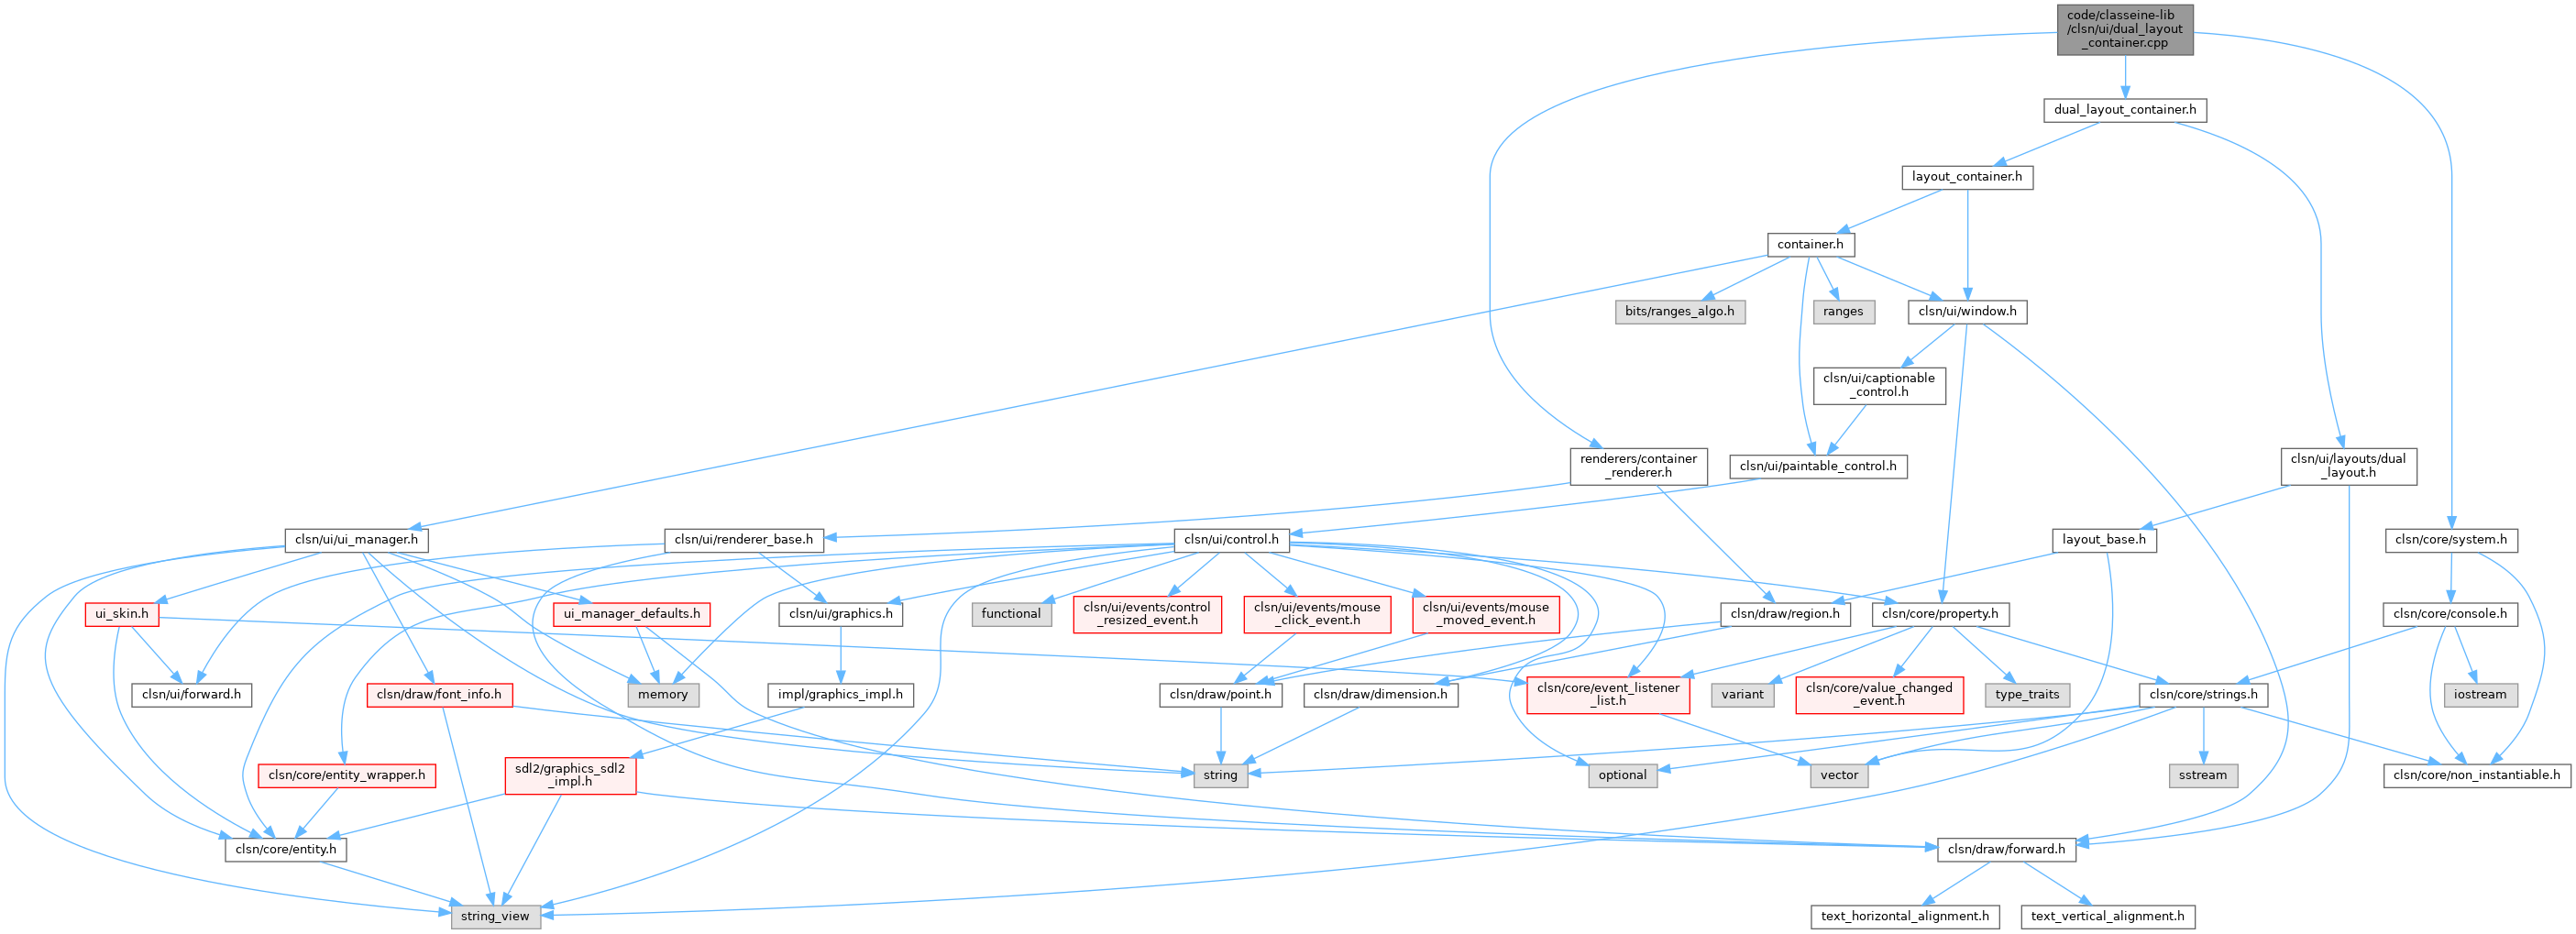 code/classeine-lib
/clsn/ui/dual_layout
_container.cpp
dual_layout_container.h
layout_container.h
container.h
bits/ranges_algo.h
ranges
clsn/ui/window.h
clsn/ui/captionable
_control.h
renderers/container
_renderer.h
clsn/ui/paintable_control.h
clsn/ui/layouts/dual
_layout.h
clsn/ui/ui_manager.h
clsn/ui/renderer_base.h
clsn/ui/control.h
layout_base.h
clsn/core/system.h
ui_skin.h
ui_manager_defaults.h
clsn/ui/graphics.h
functional
clsn/ui/events/control
_resized_event.h
clsn/ui/events/mouse
_click_event.h
clsn/ui/events/mouse
_moved_event.h
clsn/draw/region.h
clsn/core/property.h
clsn/core/console.h
clsn/ui/forward.h
clsn/draw/font_info.h
memory
impl/graphics_impl.h
clsn/draw/point.h
clsn/draw/dimension.h
clsn/core/event_listener
_list.h
variant
clsn/core/value_changed
_event.h
type_traits
clsn/core/strings.h
iostream
clsn/core/entity_wrapper.h
sdl2/graphics_sdl2
_impl.h
string
optional
vector
sstream
clsn/core/non_instantiable.h
clsn/core/entity.h
clsn/draw/forward.h
string_view
text_horizontal_alignment.h
text_vertical_alignment.h